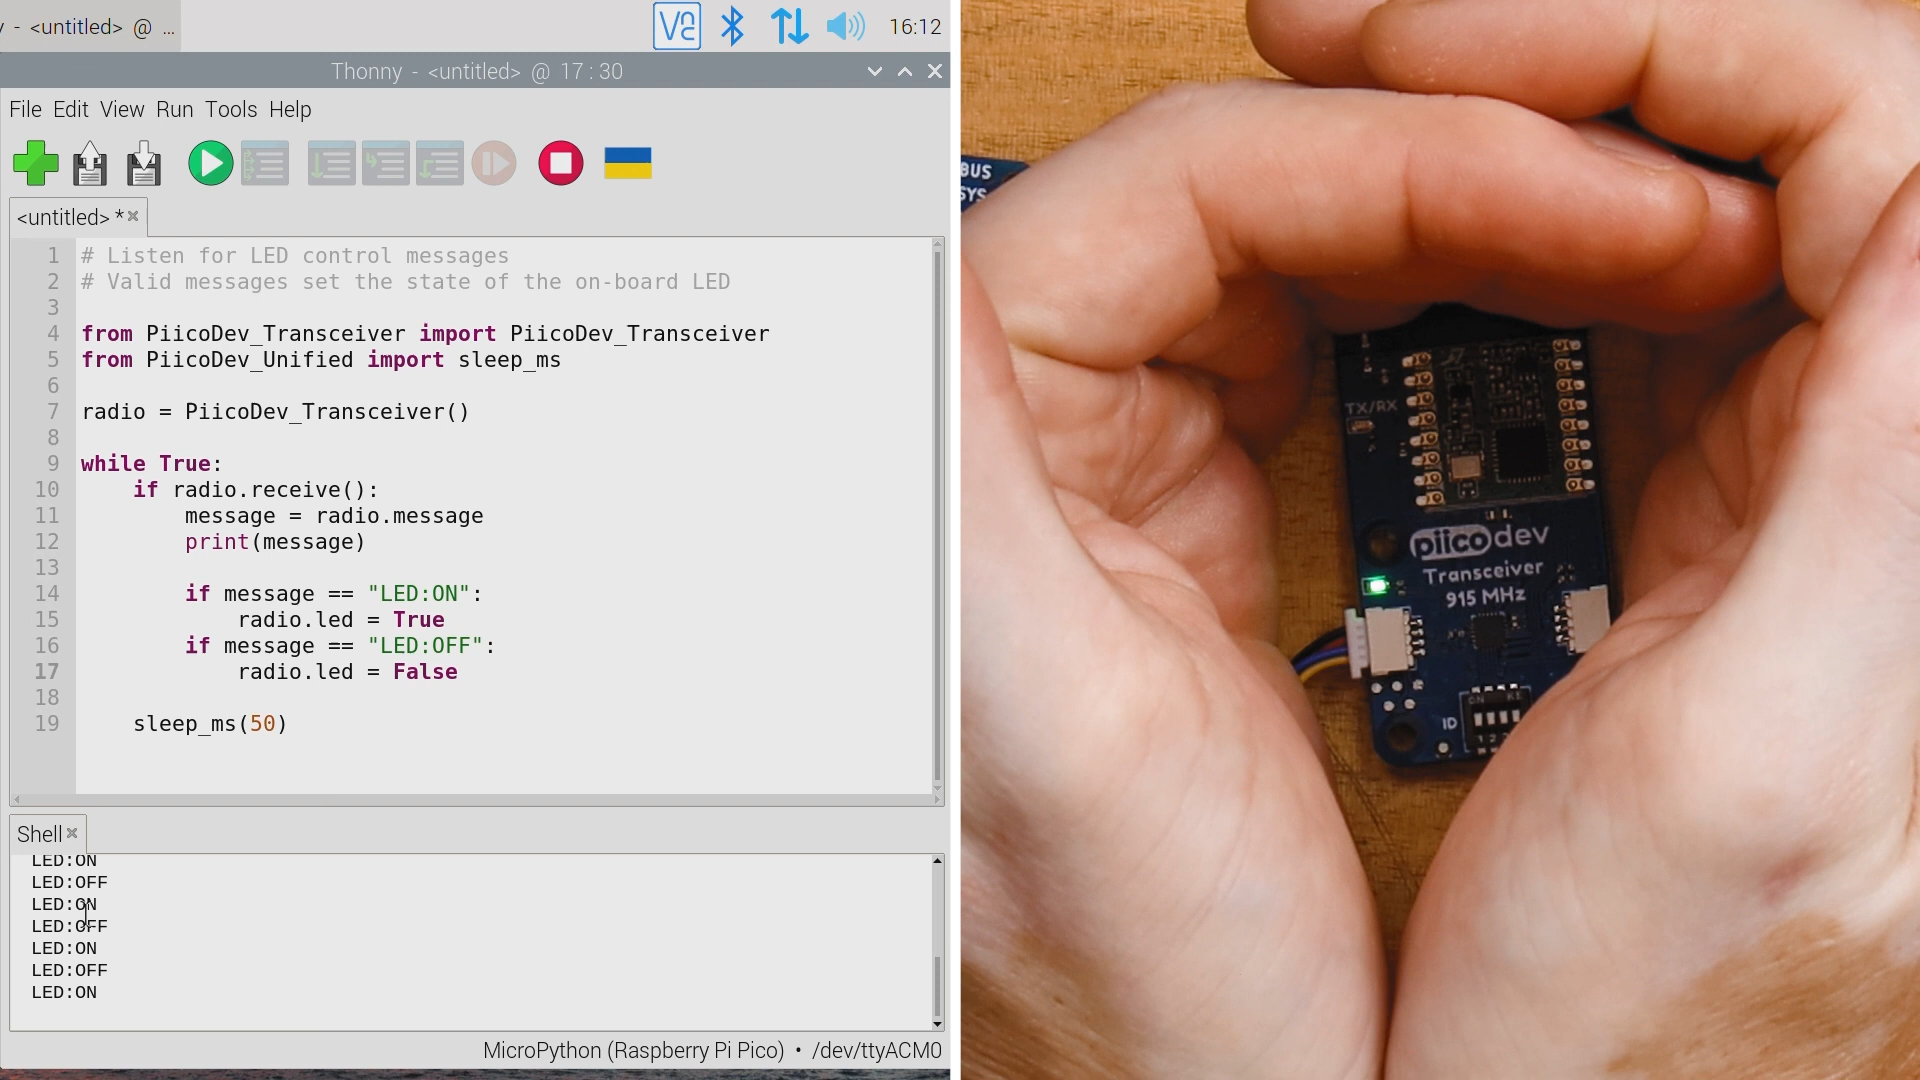 - <untitled> @ ...
16:12
Thonny - <untitled> @ 17 : 30
File Edit View Run Tools Help
<untitled> *
1 # Listen for LED control messages
2 # Valid messages set the state of the on-board LED
3
4 from PiicoDev_Transceiver import PiicoDev_Transceiver
5 from PiicoDev_Unified import sleep_ms
6
7 radio = PiicoDev_Transceiver()
8
9 while True:
10 if radio.receive():
11 message = radio.message
12 print(message)
13
14 if message == "LED:ON":
15 radio.led = True
16 if message == "LED:OFF":
17 radio.led = False
18
19 sleep_ms(50)
Shell
LED:ON
LED:OFF
LED:ON
LED:OFF
LED:ON
LED:OFF
LED:ON
MicroPython (Raspberry Pi Pico) • /dev/ttyACM0
BUS
SYS
TX/RX
piicodev
Transceiver
915 MHz
ON
ID
1 2